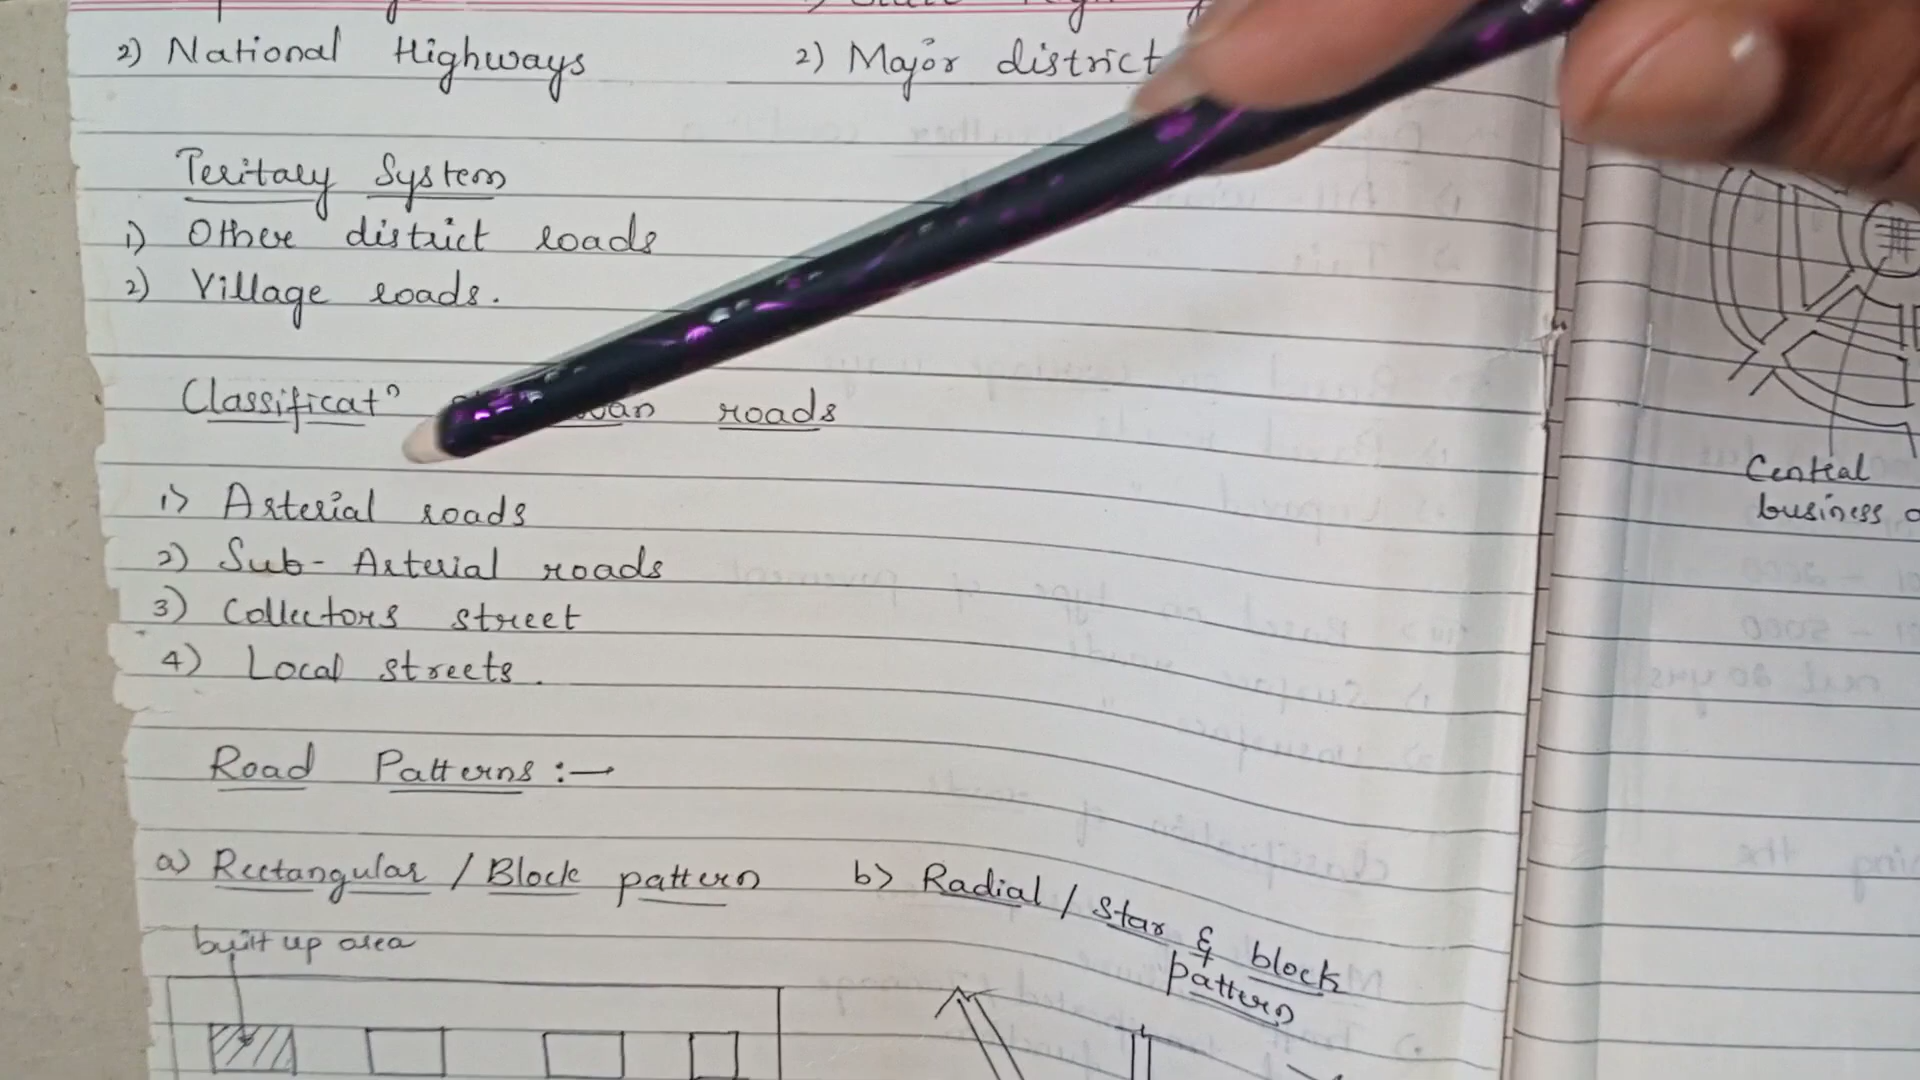 2) National Highways
2) Major district
Teritary System
1) Other district roads
2) Village roads.
Classificatn roads
1) Arterial roads
2) Sub-Arterial roads
3) Collectors street
4) Local streets.
Road Patterns :→
a) Rectangular / Block pattern
b) Radial / Star & block
pattern
built up area
Central
business